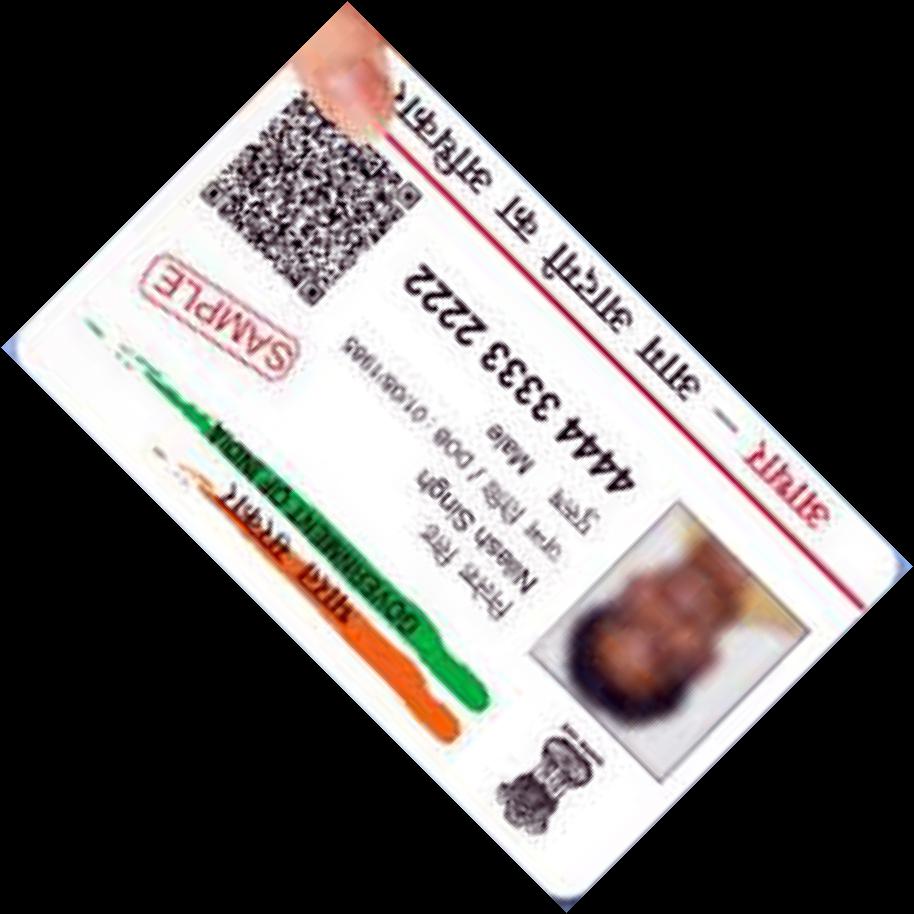 भारत सरकार
GOVERNMENT OF INDIA
निलेश सिंह
Nilesh Singh
जन्म तिथि / DOB : 01/08/1985
पुरुष
Male
SAMPLE
4444 3333 2222
आधार — आम आदमी का अधिकार